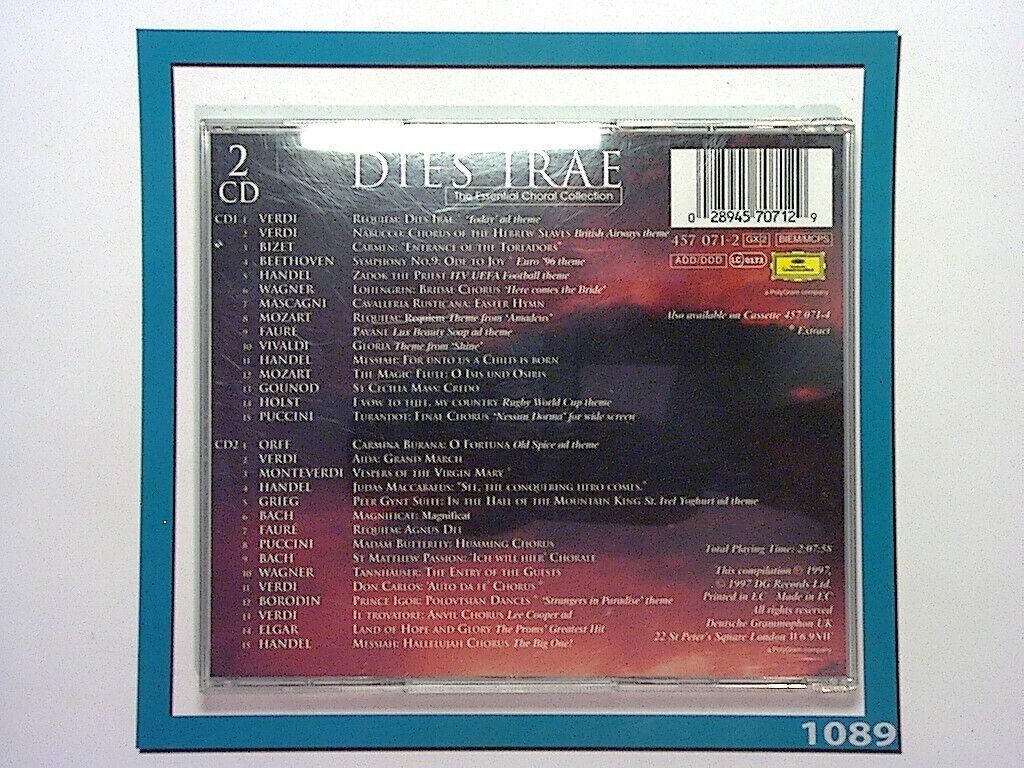 2 CD
DIES IRAE
The Essential Choral Collection
0 28945 70712 9
457 071-2 GX2 BIEM/MCPS
ADD/DDD LC 0173
a PolyGram company
Also available on Cassette 457 071-4
* Extract
CD1 1 VERDI REQUIEM: DIES IRAE 'Today' ad theme
2 VERDI NABUCCO: CHORUS OF THE HEBREW SLAVES British Airways theme
3 BIZET CARMEN: "ENTRANCE OF THE TOREADORS"
4 BEETHOVEN SYMPHONY NO.9: ODE TO JOY * Euro '96 theme
5 HANDEL ZADOK THE PRIEST ITV UEFA Football theme
6 WAGNER LOHENGRIN: BRIDAL CHORUS 'Here comes the Bride'
7 MASCAGNI CAVALLERIA RUSTICANA: EASTER HYMN
8 MOZART REQUIEM: Requiem Theme from 'Amadeus'
9 FAURE PAVANE Lux Beauty Soap ad theme
10 VIVALDI GLORIA Theme from 'Shine'
11 HANDEL MESSIAH: FOR UNTO US A CHILD IS BORN
12 MOZART THE MAGIC FLUTE: O ISIS UND OSIRIS
13 GOUNOD ST CECILIA MASS: CREDO
14 HOLST I VOW TO THEE, MY COUNTRY Rugby World Cup theme
15 PUCCINI TURANDOT: FINAL CHORUS 'Nessun Dorma' for wide screen
CD2 1 ORFF CARMINA BURANA: O FORTUNA Old Spice ad theme
2 VERDI AIDA: GRAND MARCH
3 MONTEVERDI VESPERS OF THE VIRGIN MARY *
4 HANDEL JUDAS MACCABAEUS: "SEE, THE CONQUERING HERO COMES."
5 GRIEG PEER GYNT SUITE: IN THE HALL OF THE MOUNTAIN KING St. Ivel Yoghurt ad theme
6 BACH MAGNIFICAT: Magnificat
7 FAURE REQUIEM: AGNUS DEI
8 PUCCINI MADAM BUTTERFLY: HUMMING CHORUS
9 BACH ST MATTHEW PASSION: 'ICH WILL HIER' CHORALE
10 WAGNER TANNHÄUSER: THE ENTRY OF THE GUESTS
11 VERDI DON CARLOS: AUTO DA FÉ CHORUS *
12 BORODIN PRINCE IGOR: POLOVTSIAN DANCES * 'Strangers in Paradise' theme
13 VERDI IL TROVATORE: ANVIL CHORUS Lee Cooper ad
14 ELGAR LAND OF HOPE AND GLORY The Proms' Greatest Hit
15 HANDEL MESSIAH: HALLELUJAH CHORUS The Big One!
Total Playing Time: 2:07:58
This compilation ℗ 1997,
© 1997 DG Records Ltd.
Printed in EC Made in EC
All rights reserved
Deutsche Grammophon UK
22 St Peter's Square London W6 9NW
a PolyGram company
1089